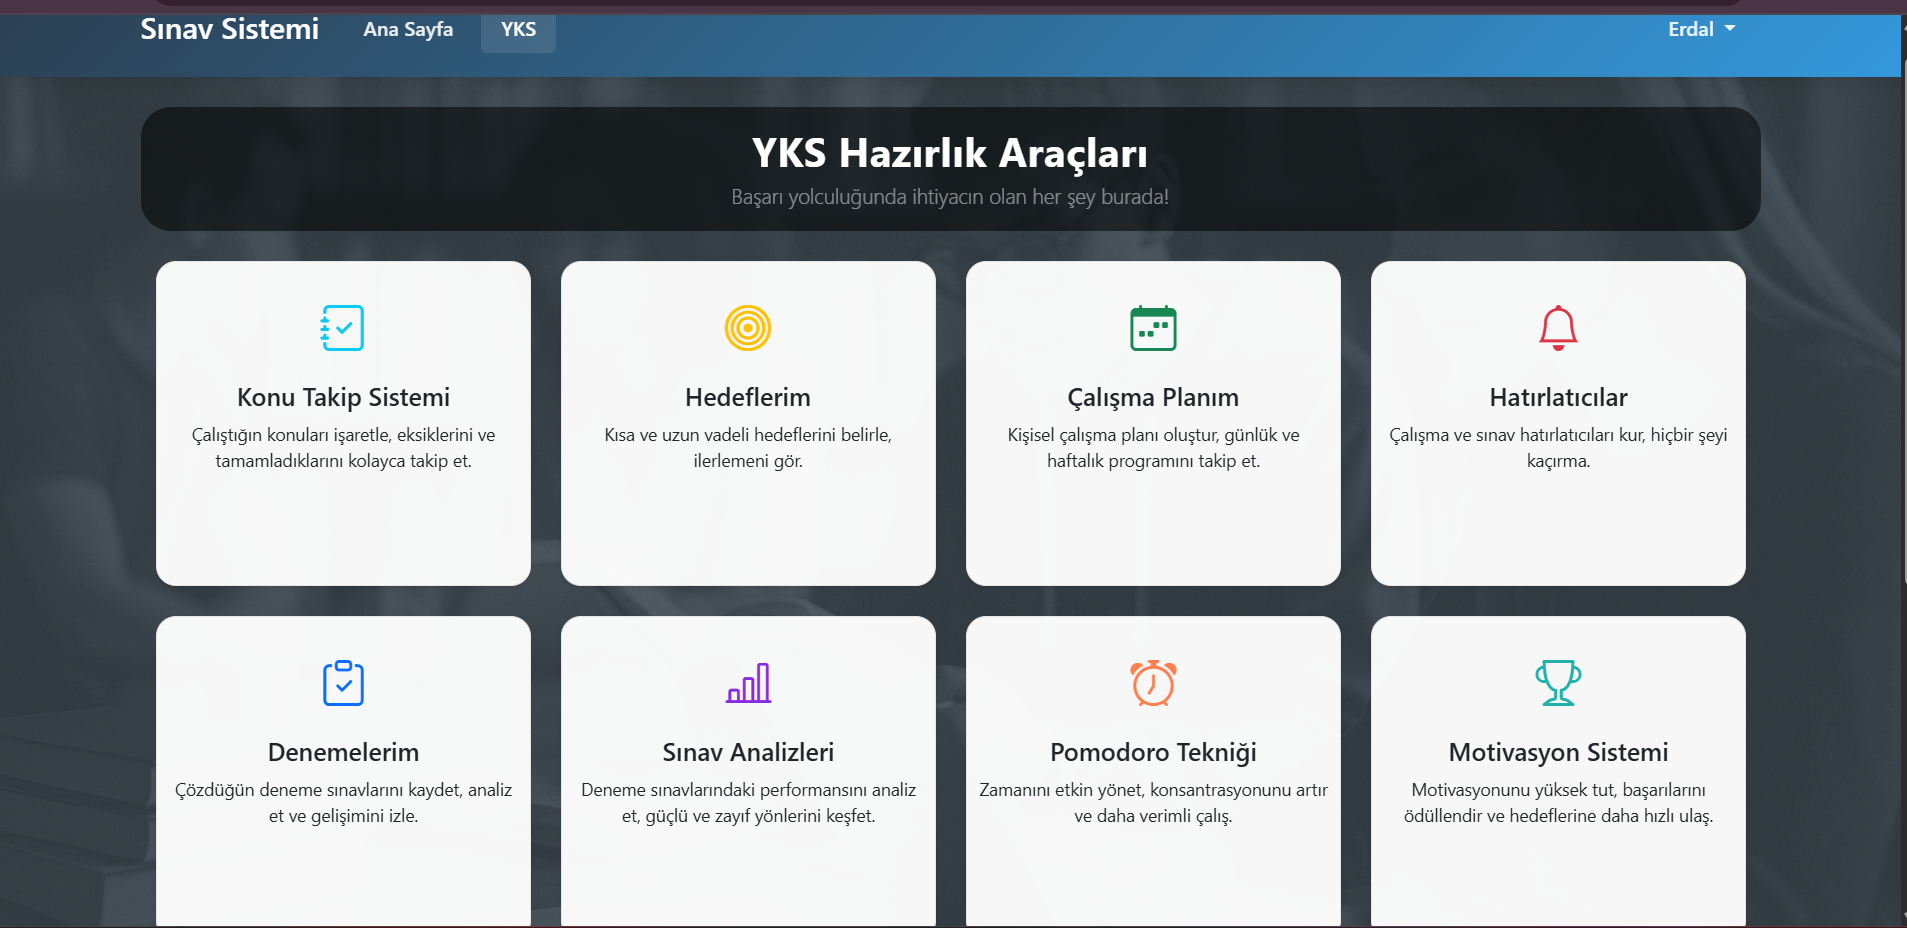 Sınav Sistemi Ana Sayfa YKS Erdal
YKS Hazırlık Araçları
Başarı yolculuğunda ihtiyacın olan her şey burada!
Konu Takip Sistemi
Çalıştığın konuları işaretle, eksiklerini ve
tamamladıklarını kolayca takip et.
Hedeflerim
Kısa ve uzun vadeli hedeflerini belirle,
ilerlemeni gör.
Çalışma Planım
Kişisel çalışma planı oluştur, günlük ve
haftalık programını takip et.
Hatırlatıcılar
Çalışma ve sınav hatırlatıcıları kur, hiçbir şeyi
kaçırma.
Denemelerim
Çözdüğün deneme sınavlarını kaydet, analiz
et ve gelişimini izle.
Sınav Analizleri
Deneme sınavlarındaki performansını analiz
et, güçlü ve zayıf yönlerini keşfet.
Pomodoro Tekniği
Zamanını etkin yönet, konsantrasyonunu artır
ve daha verimli çalış.
Motivasyon Sistemi
Motivasyonunu yüksek tut, başarılarını
ödüllendir ve hedeflerine daha hızlı ulaş.